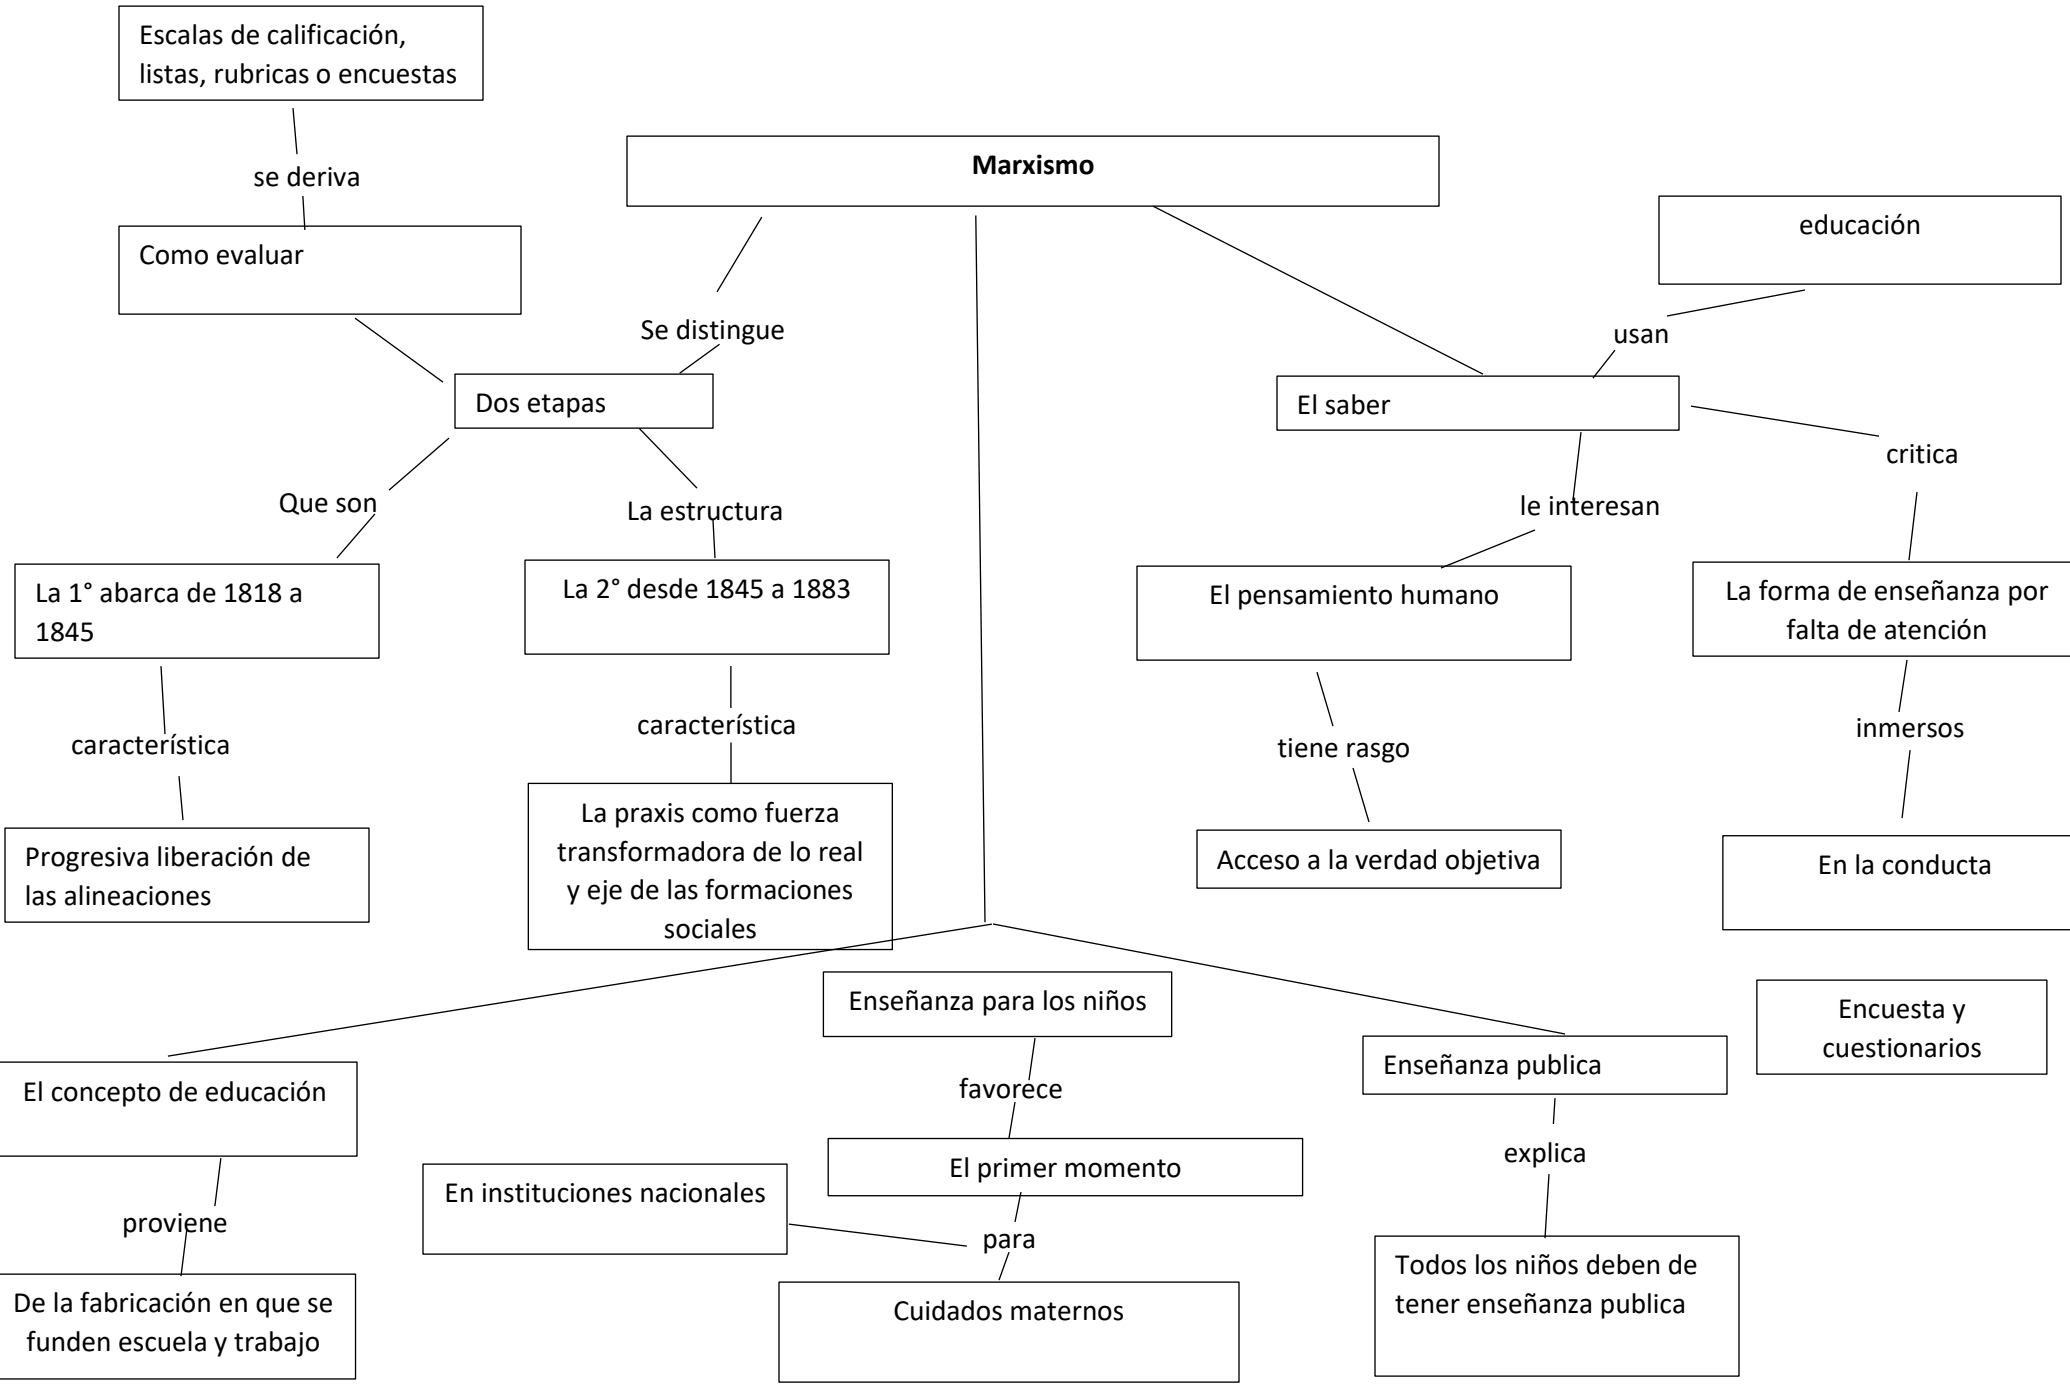 Escalas de calificación,
listas, rubricas o encuestas
se deriva
Como evaluar
Marxismo
educación
Se distingue
usan
Dos etapas
El saber
critica
Que son
La estructura
le interesan
La 1° abarca de 1818 a
1845
La 2° desde 1845 a 1883
El pensamiento humano
La forma de enseñanza por
falta de atención
característica
característica
tiene rasgo
inmersos
Progresiva liberación de
las alineaciones
La praxis como fuerza
transformadora de lo real
y eje de las formaciones
sociales
Acceso a la verdad objetiva
En la conducta
Enseñanza para los niños
Encuesta y
cuestionarios
El concepto de educación
favorece
Enseñanza publica
En instituciones nacionales
El primer momento
explica
proviene
para
De la fabricación en que se
funden escuela y trabajo
Cuidados maternos
Todos los niños deben de
tener enseñanza publica